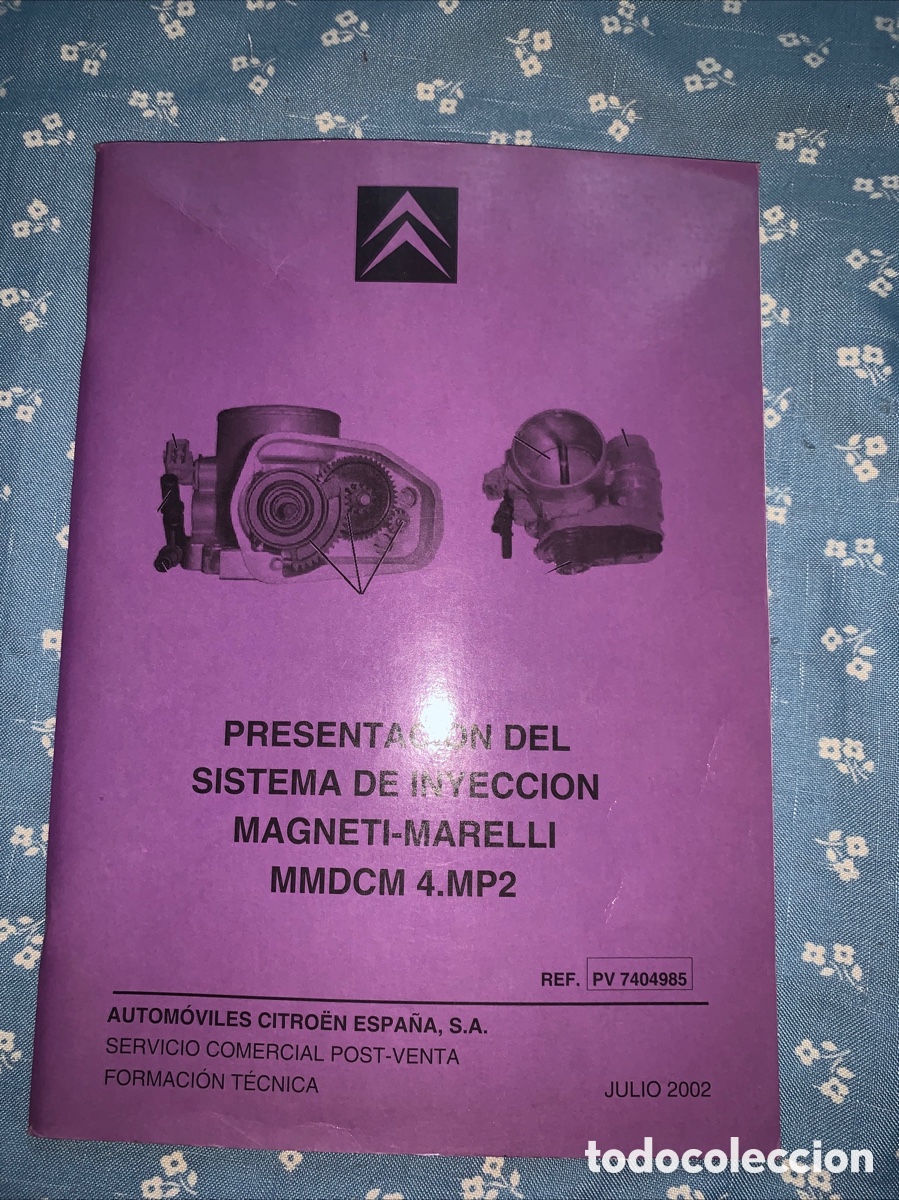 PRESENTACION DEL
SISTEMA DE INYECCION
MAGNETI-MARELLI
MMDCM 4.MP2
REF. PV 7404985
AUTOMÓVILES CITROËN ESPAÑA, S.A.
SERVICIO COMERCIAL POST-VENTA
FORMACIÓN TÉCNICA
JULIO 2002
todocoleccion